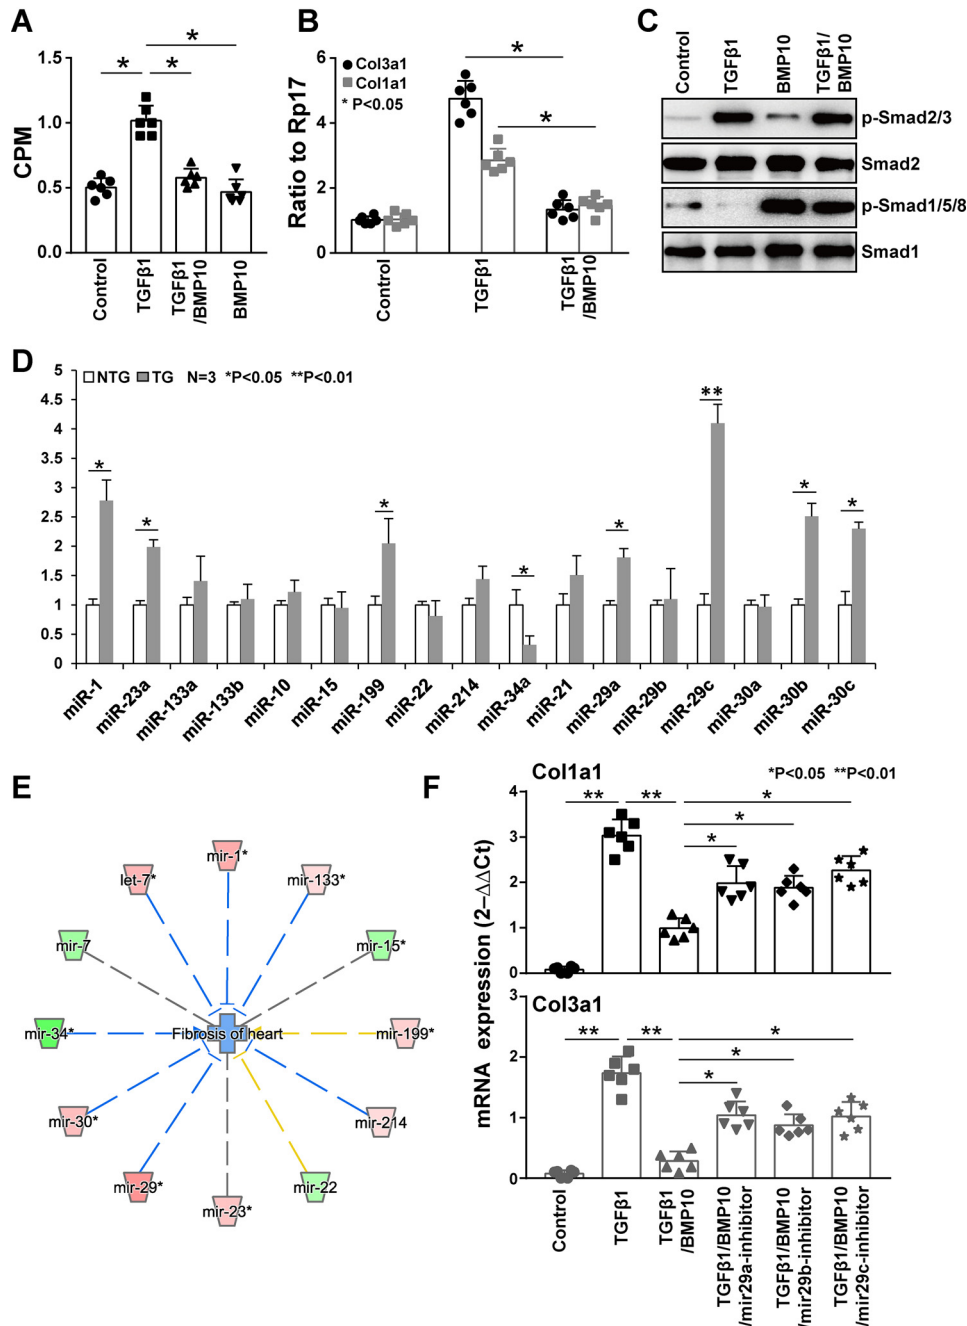 A
CPM
1.5
1.0
0.5
0.0
*
*
*
Control
TGFβ1
TGFβ1
/BMP10
BMP10
B
Ratio to Rp17
6
4
2
0
Col3a1
Col1a1
* P<0.05
*
*
Control
TGFβ1
TGFβ1
/BMP10
C
Control
TGFβ1
BMP10
TGFβ1/
BMP10
p-Smad2/3
Smad2
p-Smad1/5/8
Smad1
D
5
4.5
4
3.5
3
2.5
2
1.5
1
0.5
0
NTG TG N=3 *P<0.05 **P<0.01
*
*
*
*
*
**
*
*
miR-1
miR-23a
miR-133a
miR-133b
miR-10
miR-15
miR-199
miR-22
miR-214
miR-34a
miR-21
miR-29a
miR-29b
miR-29c
miR-30a
miR-30b
miR-30c
E
mir-1*
let-7*
mir-133*
mir-7
mir-15*
mir-34*
Fibrosis of heart
mir-199*
mir-30*
mir-214
mir-29*
mir-22
mir-23*
F
mRNA expression (2–ΔΔCt)
Col1a1
*P<0.05 **P<0.01
4
3
2
1
0
**
**
*
*
*
Col3a1
3
2
1
0
**
**
*
*
*
Control
TGFβ1
TGFβ1
/BMP10
TGFβ1/BMP10
/mir29a-inhibitor
TGFβ1/BMP10
/mir29b-inhibitor
TGFβ1/BMP10
/mir29c-inhibitor